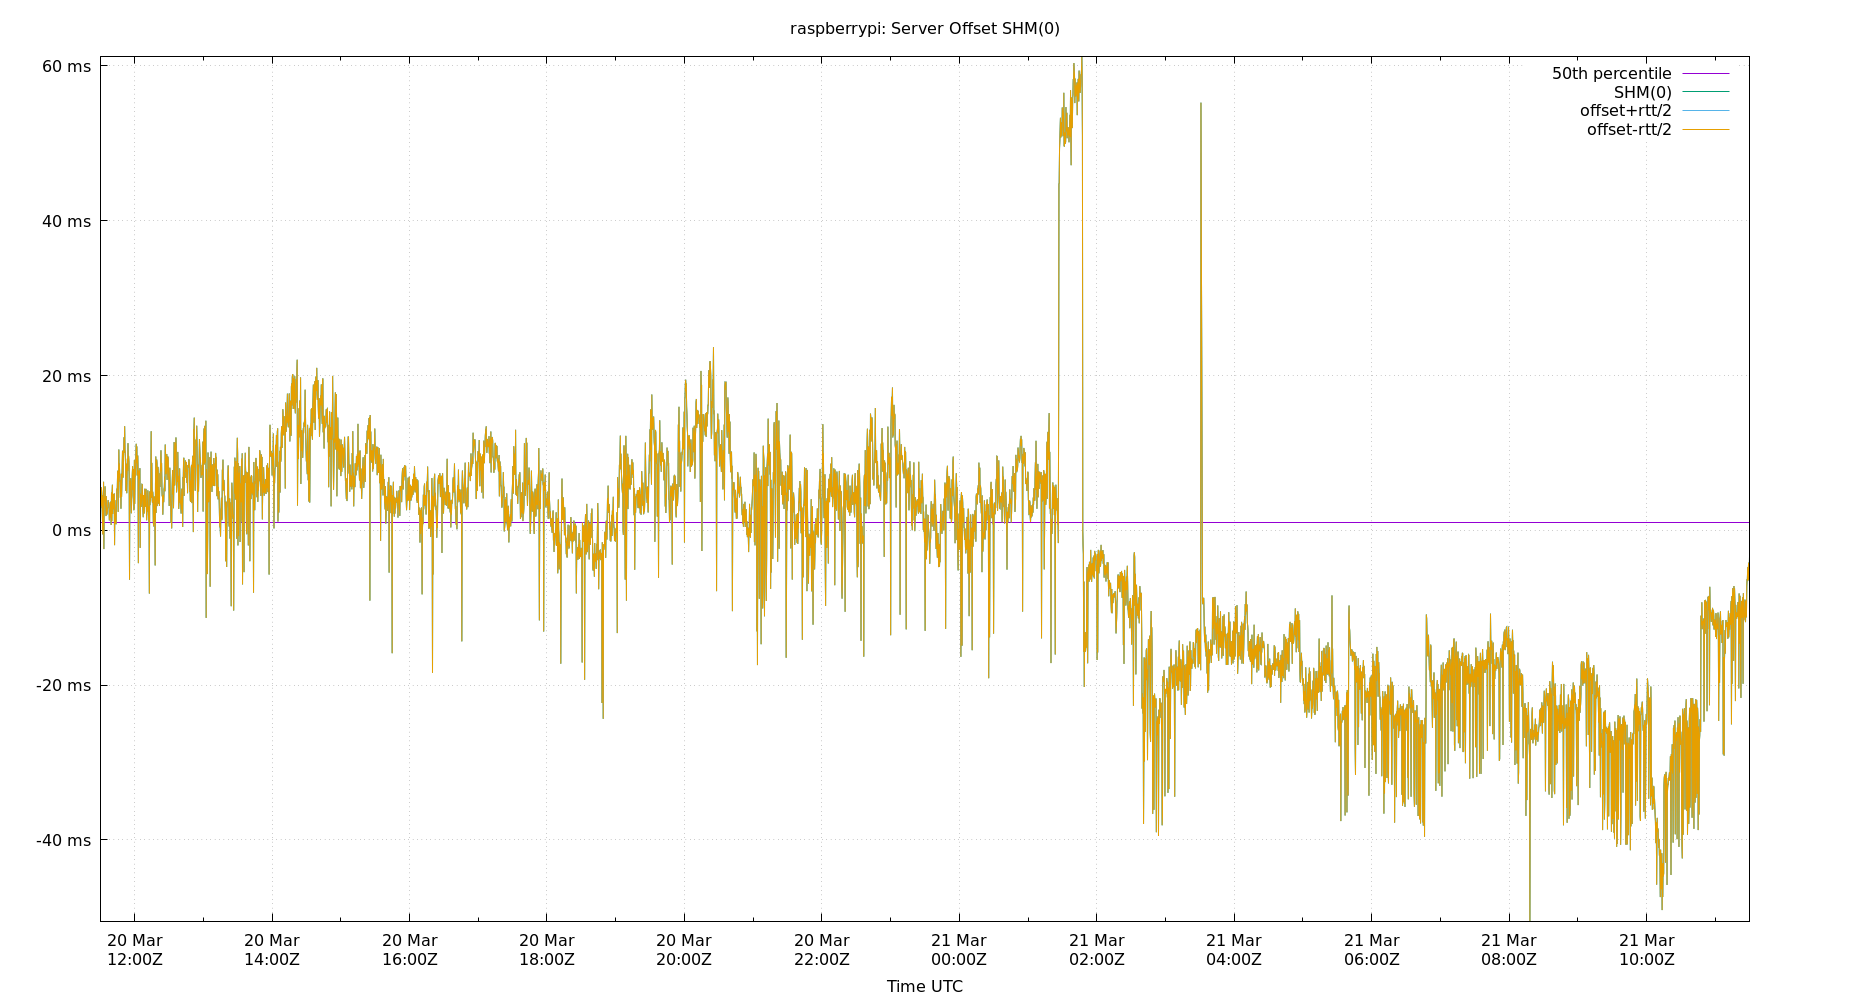 raspberrypi: Server Offset SHM(0)
60 ms
40 ms
20 ms
0 ms
-20 ms
-40 ms
50th percentile
SHM(0)
offset+rtt/2
offset-rtt/2
20 Mar 20 Mar 20 Mar 20 Mar 20 Mar 20 Mar 21 Mar 21 Mar 21 Mar 21 Mar 21 Mar 21 Mar
12:00Z 14:00Z 16:00Z 18:00Z 20:00Z 22:00Z 00:00Z 02:00Z 04:00Z 06:00Z 08:00Z 10:00Z
Time UTC